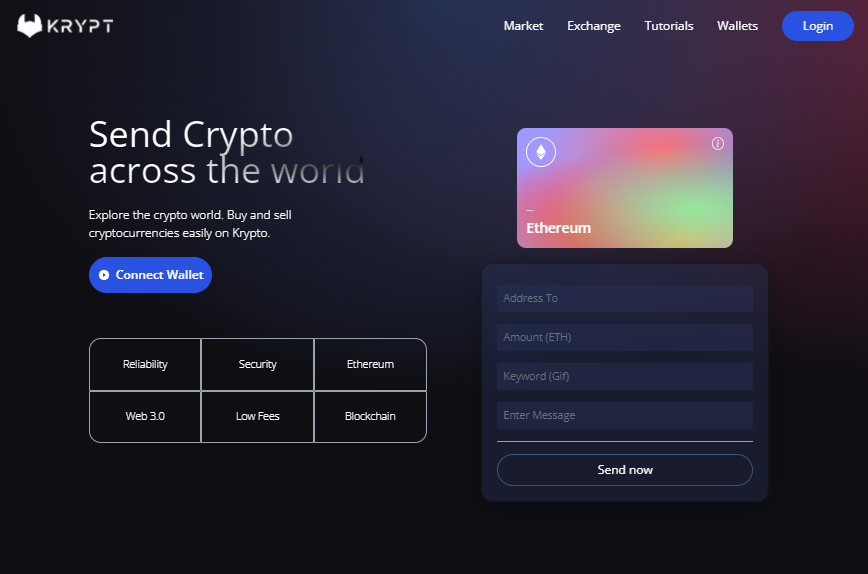 KRYPT
Market Exchange Tutorials Wallets Login
Send Crypto
across the world
Explore the crypto world. Buy and sell
cryptocurrencies easily on Krypto.
Connect Wallet
Reliability Security Ethereum
Web 3.0 Low Fees Blockchain
i
...
Ethereum
Address To
Amount (ETH)
Keyword (Gif)
Enter Message
Send now